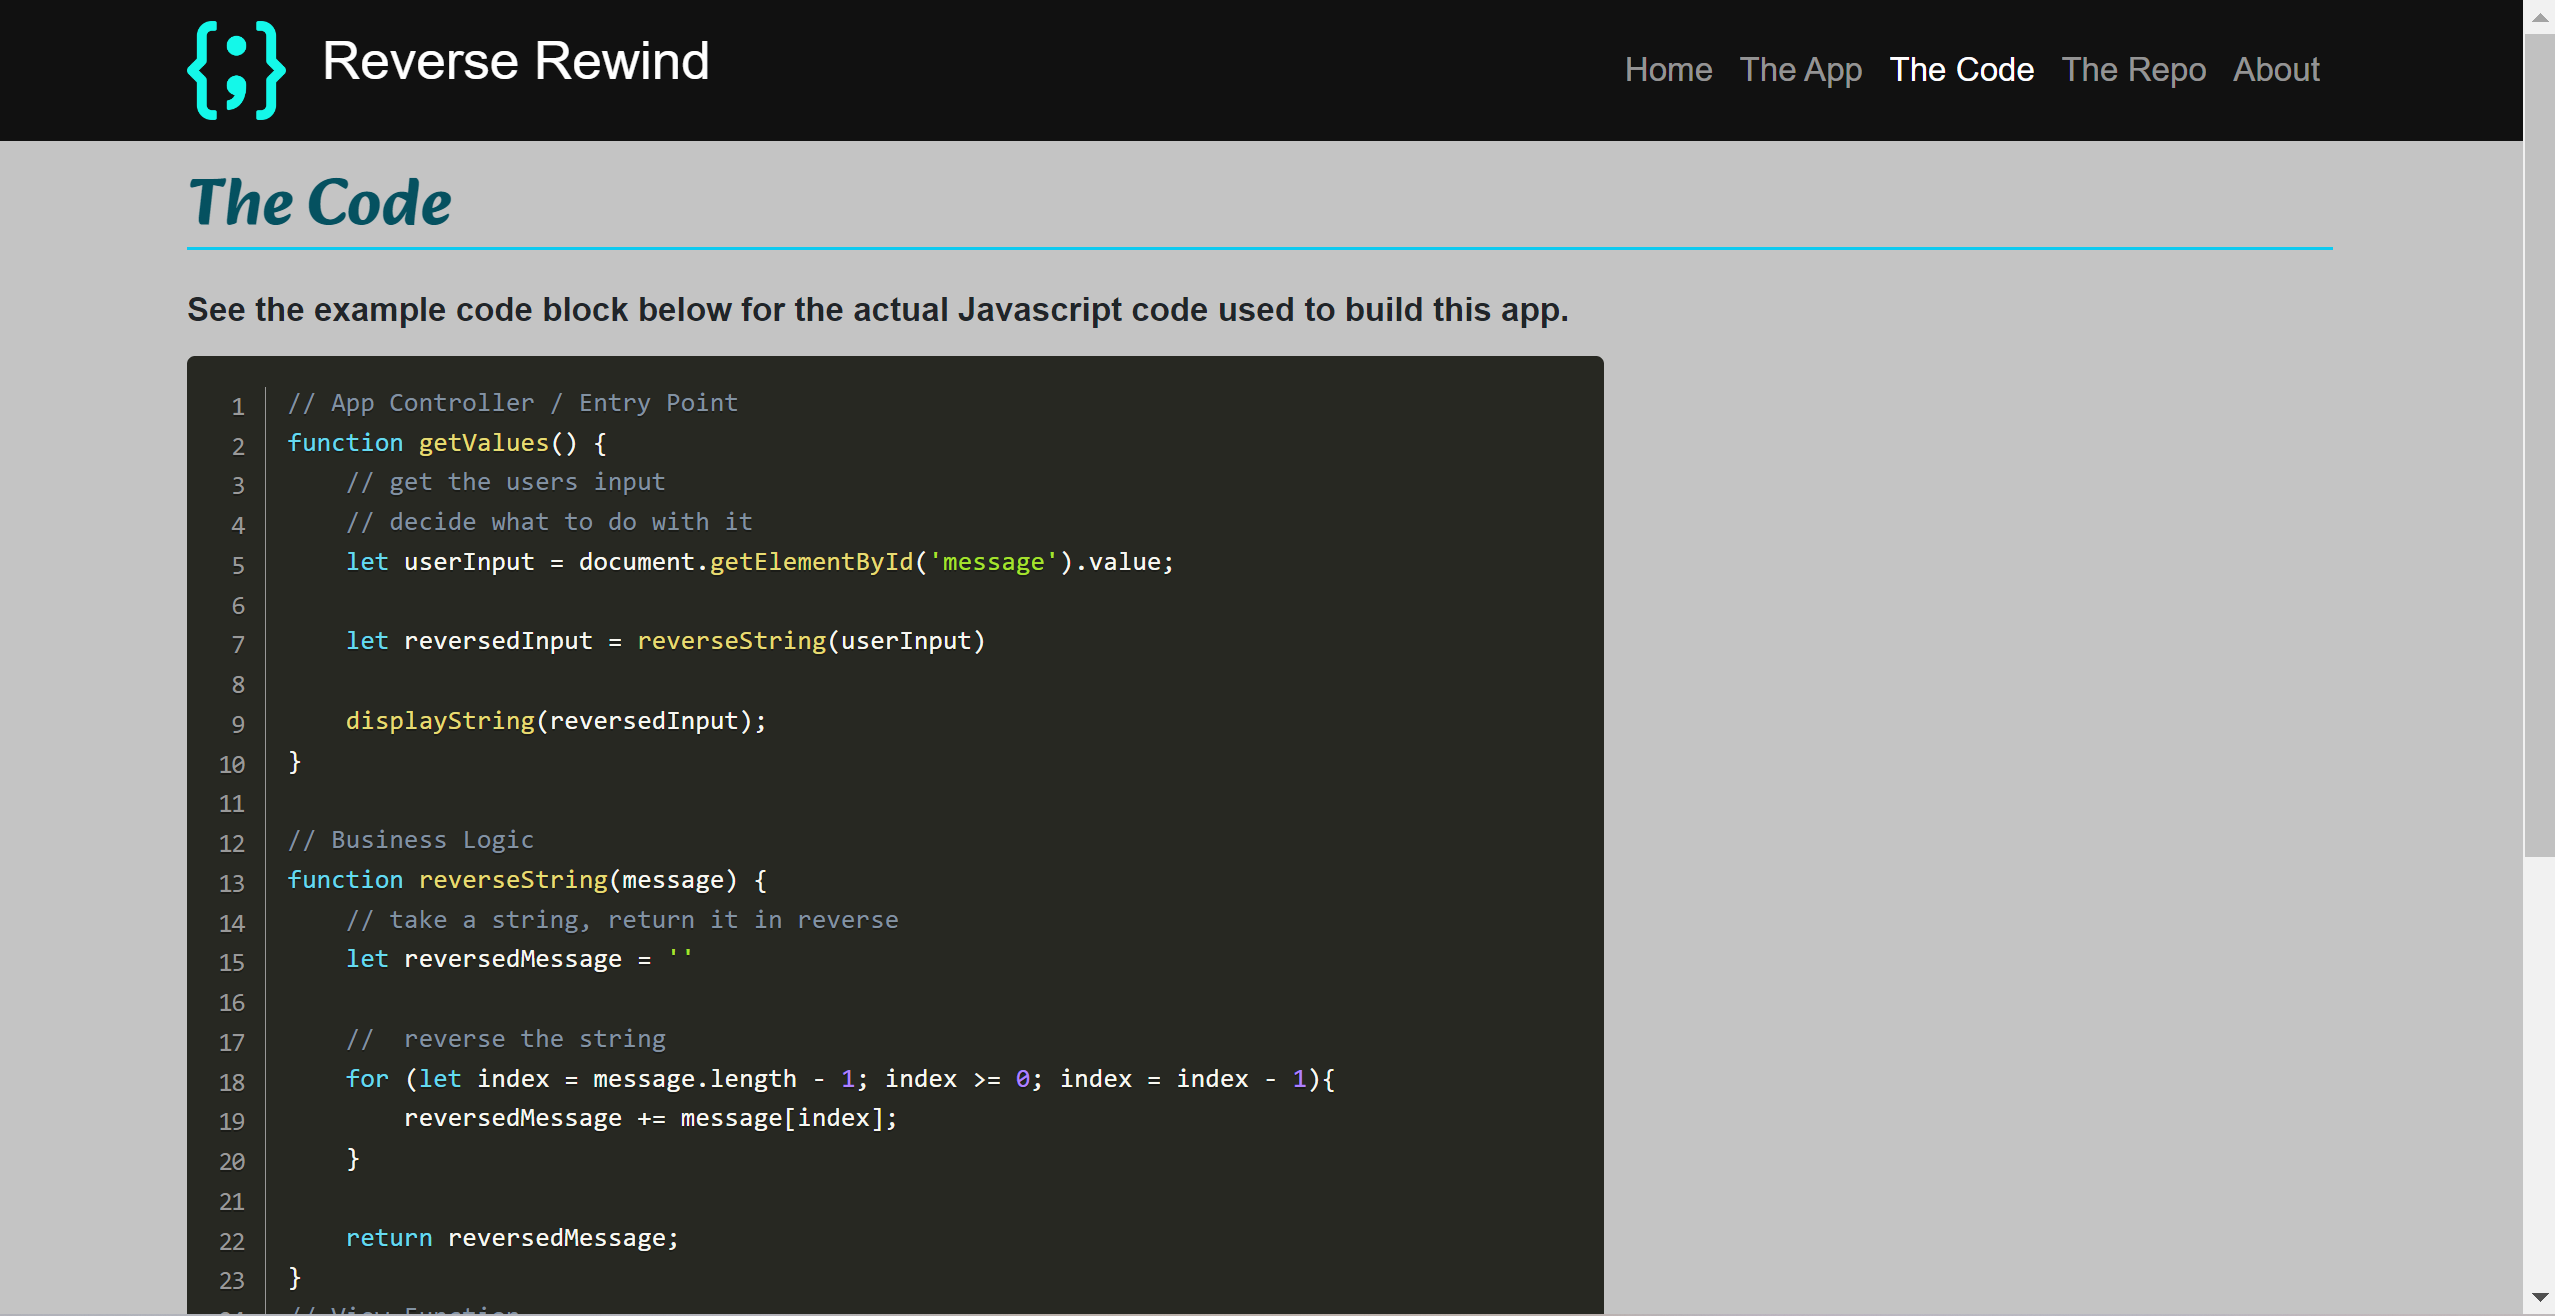 {;} Reverse Rewind
Home The App The Code The Repo About
The Code
See the example code block below for the actual Javascript code used to build this app.
1 // App Controller / Entry Point
2 function getValues() {
3     // get the users input
4     // decide what to do with it
5     let userInput = document.getElementById('message').value;
6
7     let reversedInput = reverseString(userInput)
8
9     displayString(reversedInput);
10 }
11
12 // Business Logic
13 function reverseString(message) {
14     // take a string, return it in reverse
15     let reversedMessage = ''
16
17     //  reverse the string
18     for (let index = message.length - 1; index >= 0; index = index - 1){
19         reversedMessage += message[index];
20     }
21
22     return reversedMessage;
23 }
// View Function